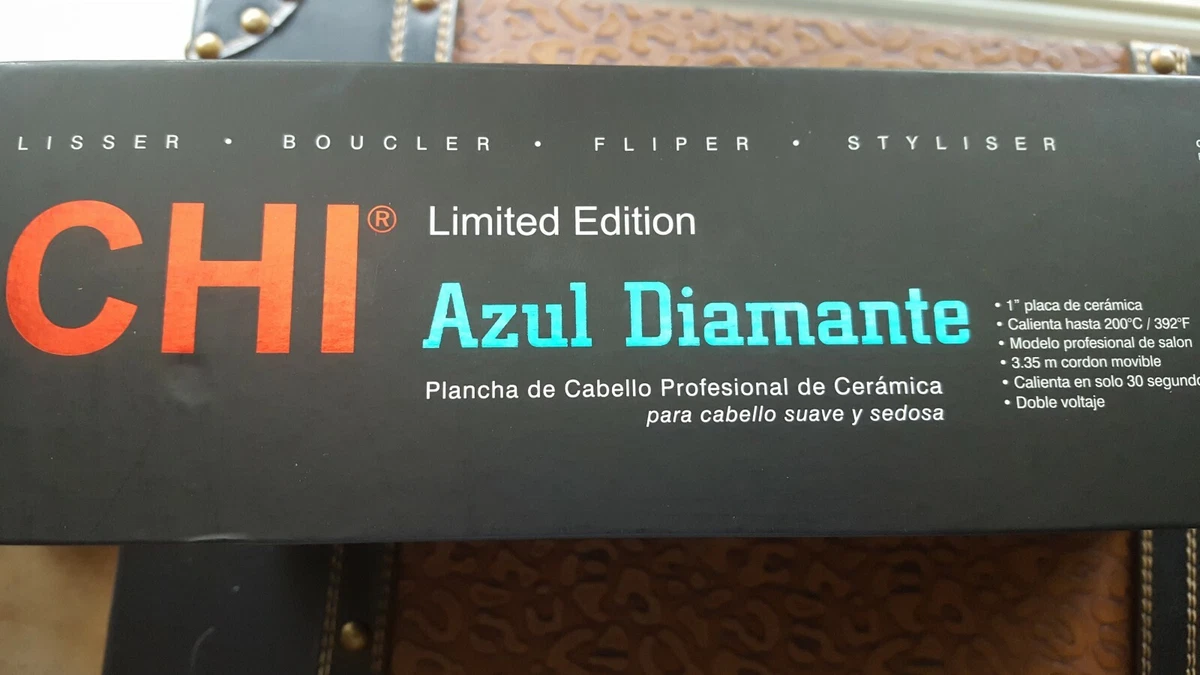 LISSER • BOUCLER • FLIPER • STYLISER
CHI® Limited Edition
Azul Diamante
Plancha de Cabello Profesional de Cerámica
para cabello suave y sedosa
• 1” placa de cerámica
• Calienta hasta 200°C / 392°F
• Modelo profesional de salon
• 3.35 m cordon movible
• Calienta en solo 30
• Doble voltaje